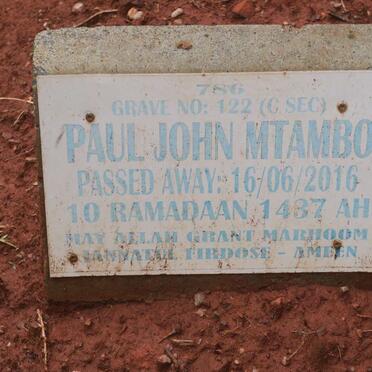 786
GRAVE NO: 122 (C SEC)
PAUL JOHN MTAMBO
PASSED AWAY: 16/06/2016
10 RAMADAAN 1437 AH
MAY ALLAH GRANT MARHOOM
JANNATUL FIRDOSE - AMEEN